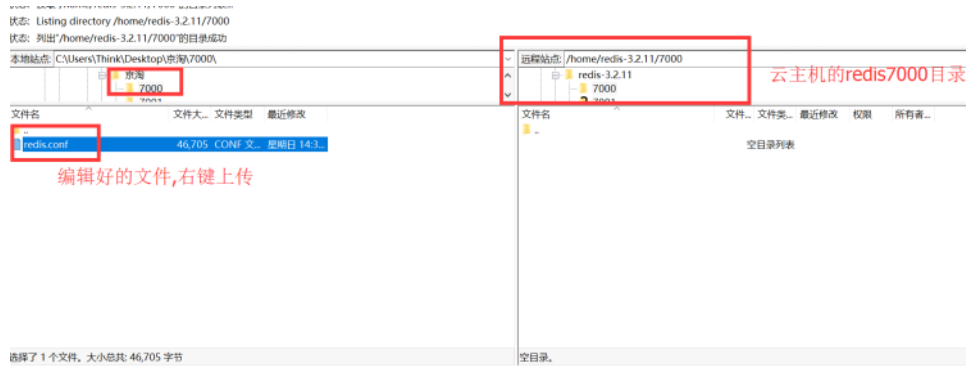 状态: Listing directory /home/redis-3.2.11/7000
状态: 列出"/home/redis-3.2.11/7000"的目录成功
本地站点: C:\Users\Think\Desktop\京淘\7000\
京淘
7000
7001
远程站点: /home/redis-3.2.11/7000
redis-3.2.11
7000
7001
云主机的redis7000目录
文件名 文件大... 文件类型 最近修改
..
redis.conf 46,705 CONF 文... 星期日 14:3...
编辑好的文件,右键上传
文件名 文件... 文件类... 最近修改 权限 所有者...
..
空目录列表
选择了 1 个文件。大小总共: 46,705 字节
空目录。